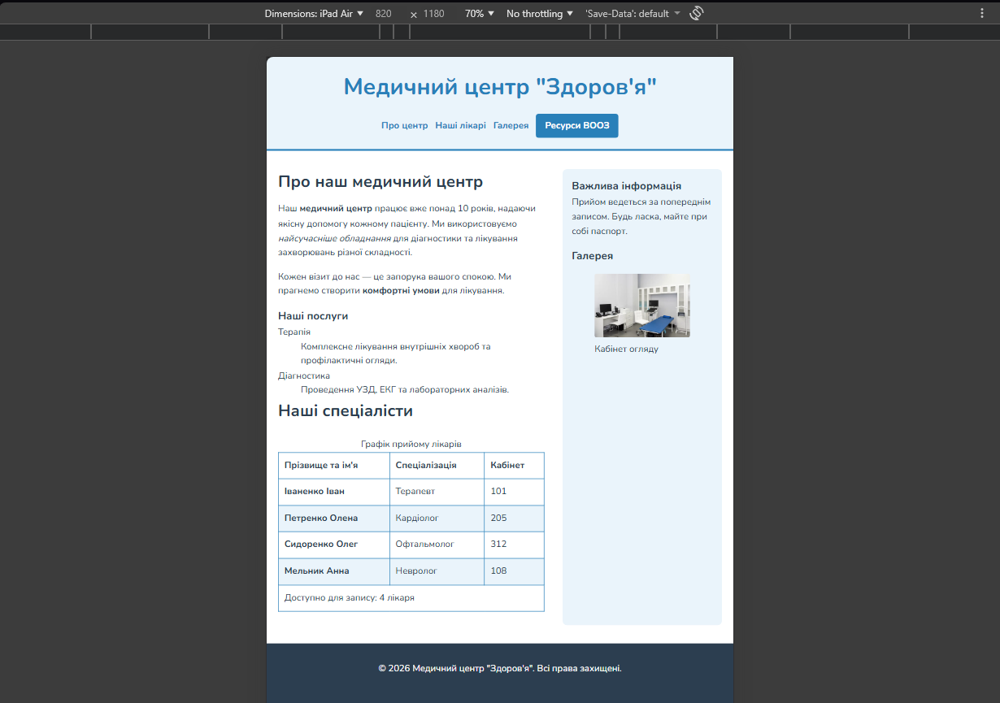 Dimensions: iPad Air 820 × 1180 70% No throttling 'Save-Data': default
Медичний центр "Здоров'я"
Про центр Наші лікарі Галерея Ресурси ВООЗ
Про наш медичний центр
Наш медичний центр працює вже понад 10 років, надаючи
якісну допомогу кожному пацієнту. Ми використовуємо
найсучасніше обладнання для діагностики та лікування
захворювань різної складності.
Кожен візит до нас — це запорука вашого спокою. Ми
прагнемо створити комфортні умови для лікування.
Наші послуги
Терапія
Комплексне лікування внутрішніх хвороб та
профілактичні огляди.
Діагностика
Проведення УЗД, ЕКГ та лабораторних аналізів.
Наші спеціалісти
Графік прийому лікарів
Прізвище та ім'я Спеціалізація Кабінет
Іваненко Іван Терапевт 101
Петренко Олена Кардіолог 205
Сидоренко Олег Офтальмолог 312
Мельник Анна Невролог 108
Доступно для запису: 4 лікаря
Важлива інформація
Прийом ведеться за попереднім
записом. Будь ласка, майте при
собі паспорт.
Галерея
Кабінет огляду
© 2026 Медичний центр "Здоров'я". Всі права захищені.